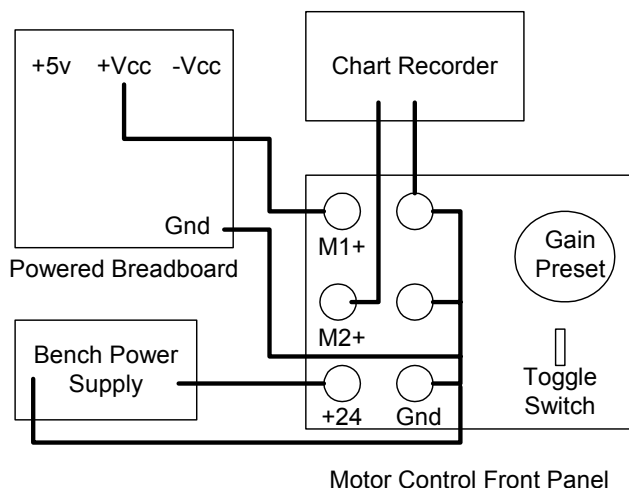 +5v +Vcc -Vcc
Gnd
Powered Breadboard
Chart Recorder
M1+
M2+
+24 Gnd
Gain
Preset
Toggle
Switch
Bench Power
Supply
Motor Control Front Panel